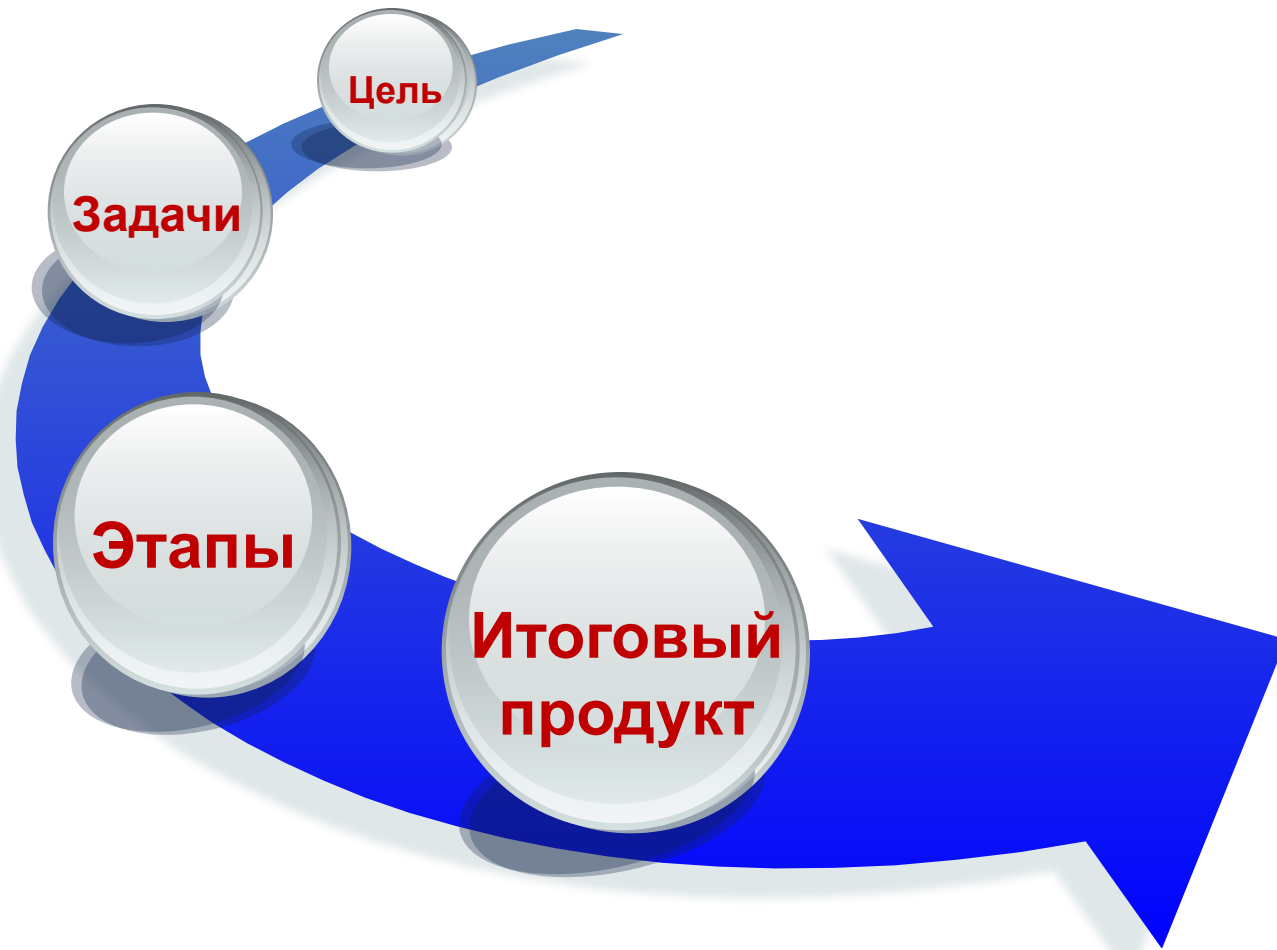 Цель
Задачи
Этапы
Итоговый
продукт